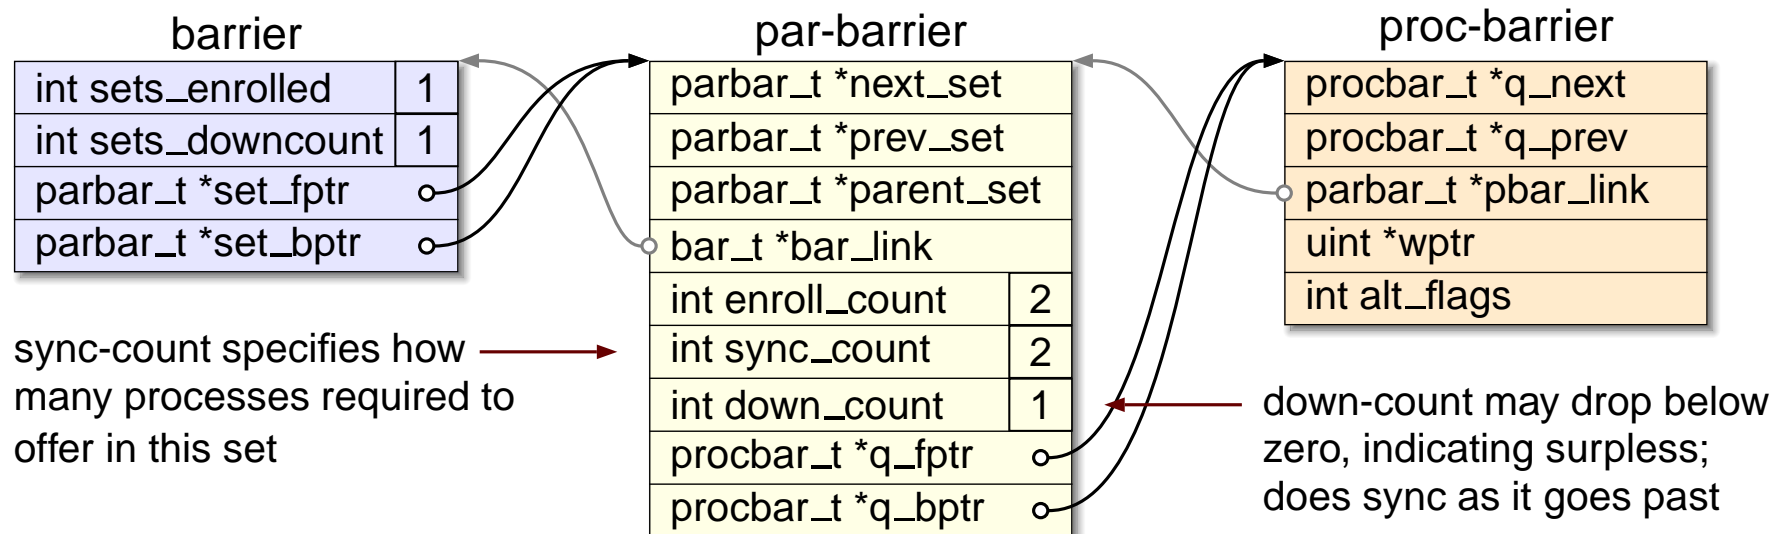 barrier
int sets_enrolled 1
int sets_downcount 1
parbar_t *set_fptr
parbar_t *set_bptr
sync-count specifies how
many processes required to
offer in this set
par-barrier
parbar_t *next_set
parbar_t *prev_set
parbar_t *parent_set
bar_t *bar_link
int enroll_count 2
int sync_count 2
int down_count 1
procbar_t *q_fptr
procbar_t *q_bptr
proc-barrier
procbar_t *q_next
procbar_t *q_prev
parbar_t *pbar_link
uint *wptr
int alt_flags
down-count may drop below
zero, indicating surpless;
does sync as it goes past